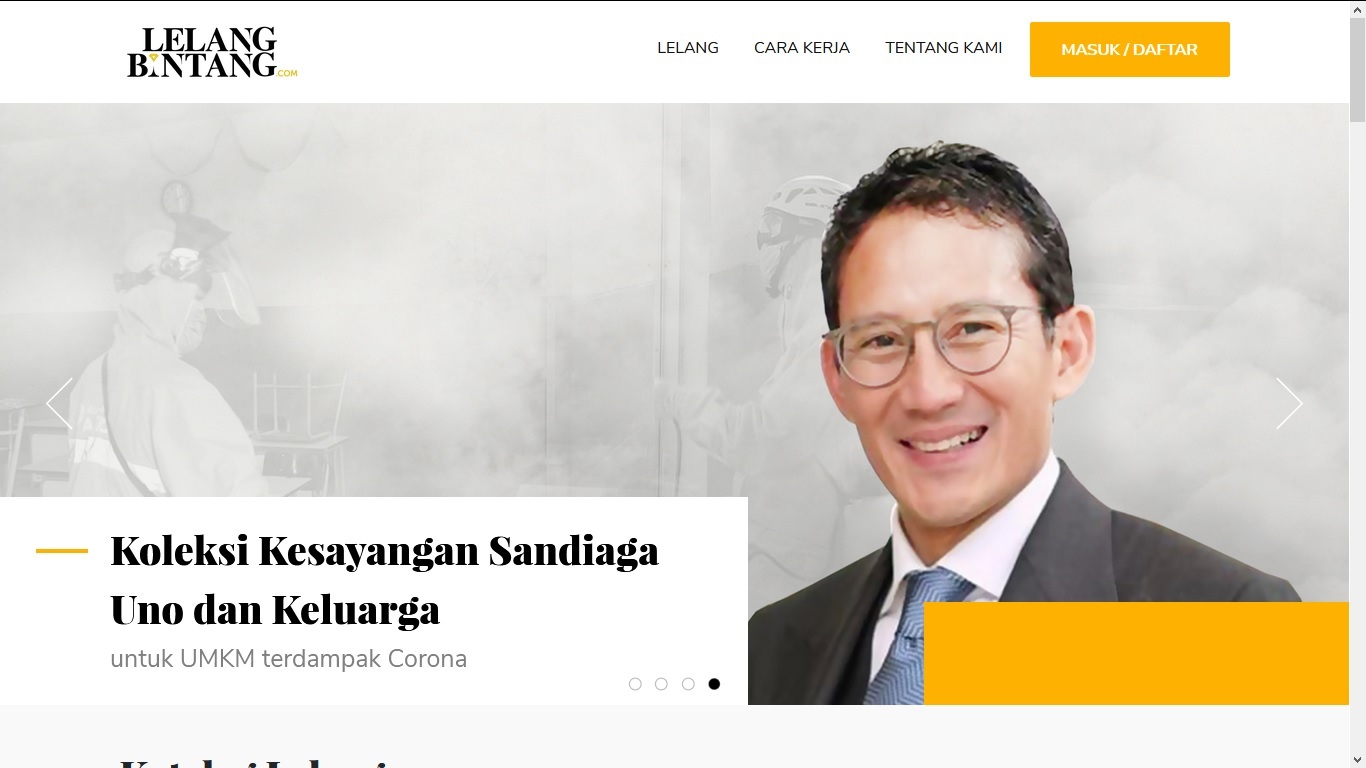 LELANG
BINTANG.COM
LELANG
CARA KERJA
TENTANG KAMI
MASUK / DAFTAR
Koleksi Kesayangan Sandiaga
Uno dan Keluarga
untuk UMKM terdampak Corona